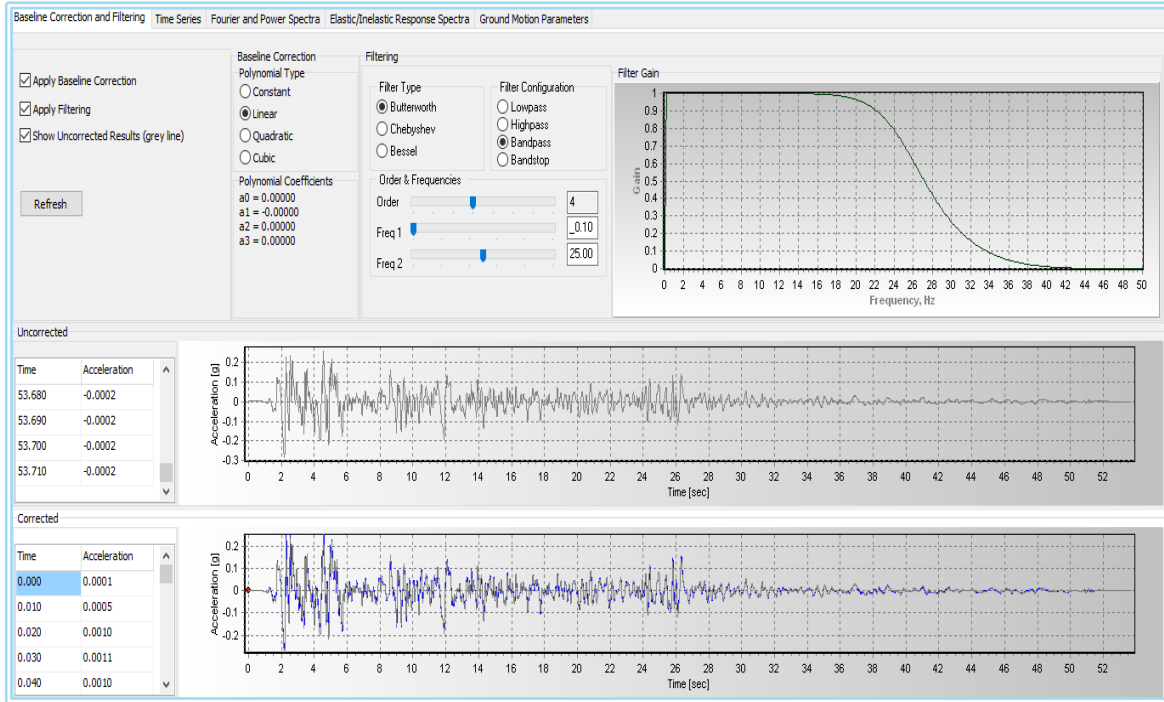 Baseline Correction and Filtering Time Series Fourier and Power Spectra Elastic/Inelastic Response Spectra Ground Motion Parameters
Apply Baseline Correction
Apply Filtering
Show Uncorrected Results (grey line)
Refresh
Baseline Correction
Polynomial Type
Constant
Linear
Quadratic
Cubic
Polynomial Coefficients
a0 = 0.00000
a1 = -0.00000
a2 = 0.00000
a3 = 0.00000
Filtering
Filter Type
Butterworth
Chebyshev
Bessel
Filter Configuration
Lowpass
Highpass
Bandpass
Bandstop
Order & Frequencies
Order 4
Freq 1 _0.10
Freq 2 25.00
Filter Gain
1
0.9
0.8
0.7
0.6
0.5
0.4
0.3
0.2
0.1
0
Gain
0 2 4 6 8 10 12 14 16 18 20 22 24 26 28 30 32 34 36 38 40 42 44 46 48 50
Frequency, Hz
Uncorrected
Time Acceleration
53.680 -0.0002
53.690 -0.0002
53.700 -0.0002
53.710 -0.0002
Acceleration [g]
0.2
0.1
0
-0.1
-0.2
-0.3
0 2 4 6 8 10 12 14 16 18 20 22 24 26 28 30 32 34 36 38 40 42 44 46 48 50 52
Time [sec]
Corrected
Time Acceleration
0.000 0.0001
0.010 0.0005
0.020 0.0010
0.030 0.0011
0.040 0.0010
Acceleration [g]
0.2
0.1
0
-0.1
-0.2
0 2 4 6 8 10 12 14 16 18 20 22 24 26 28 30 32 34 36 38 40 42 44 46 48 50 52
Time [sec]